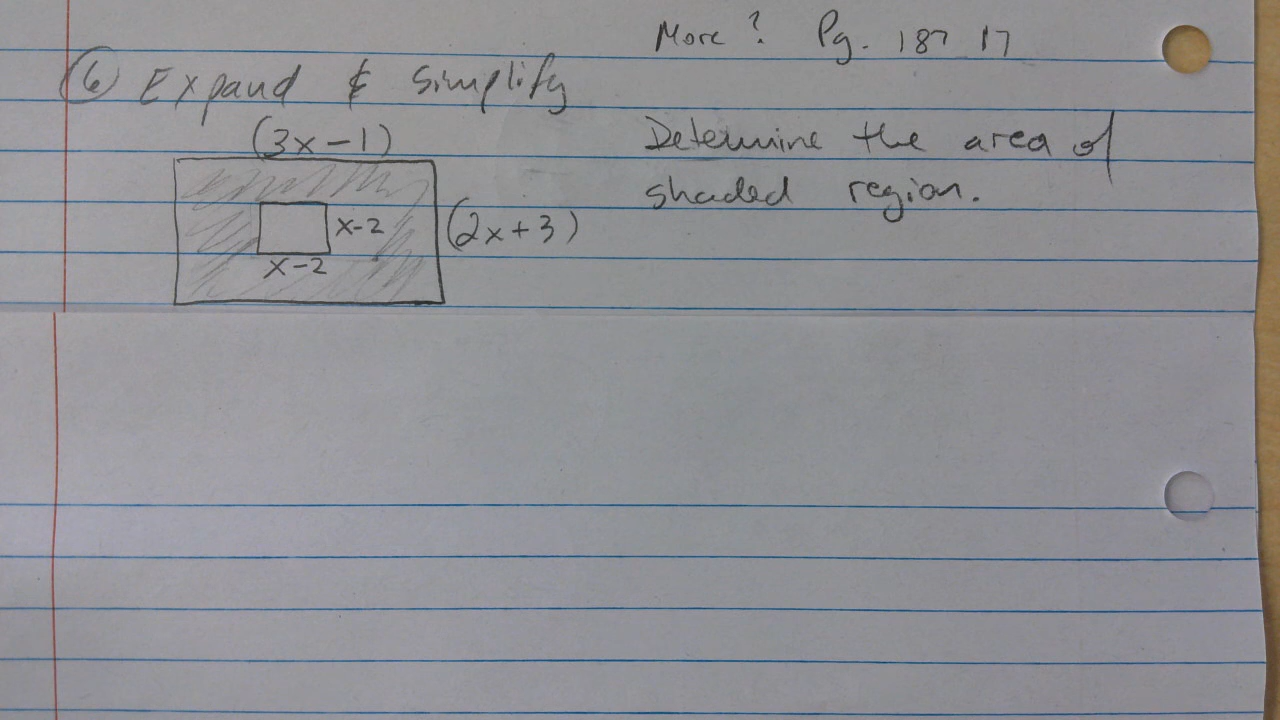 More? Pg. 187 17
6 Expand & Simplify
(3x-1)
Determine the area of
shaded region.
x-2
(2x+3)
x-2